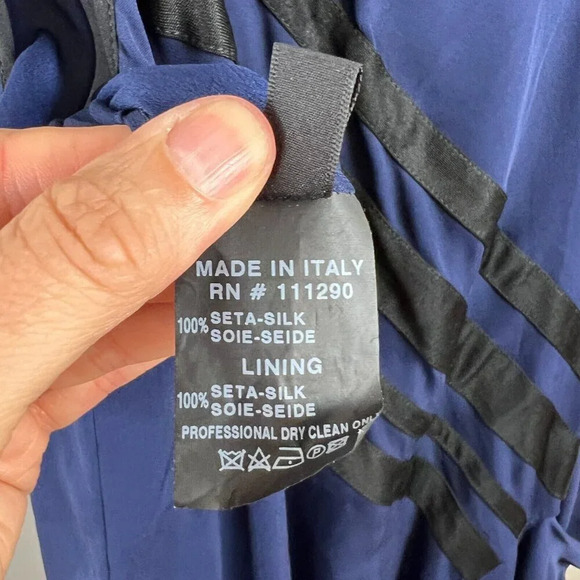 MADE IN ITALY
RN # 111290
100% SETA-SILK
SOIE-SEIDE
LINING
100% SETA-SILK
SOIE-SEIDE
PROFESSIONAL DRY CLEAN ONL